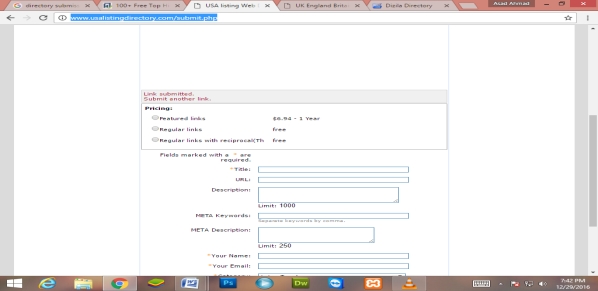 directory submiss
100+ Free Top H
USA listing Web
UK England Britis
Dizila Directory
Asad Ahmad
www.usalistingdirectory.com/submit.php
Link submitted.
Submit another link.
Pricing:
Featured links $6.94 - 1 Year
Regular links free
Regular links with reciprocal(Th free
Fields marked with a * are
required.
*Title:
URL:
Description:
Limit: 1000
META Keywords:
Separate keywords by comma.
META Description:
Limit: 250
*Your Name:
*Your Email:
*Category:
Ps
Dw
7:42 PM
12/29/2016